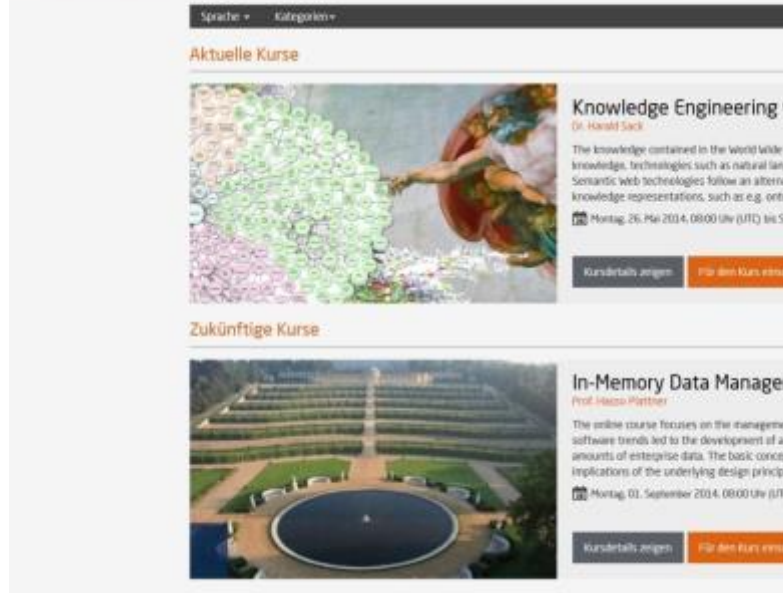 Sprache Kategorien
Aktuelle Kurse
Knowledge Engineering
Dr. Harald Sack
The knowledge contained in the World Wide
knowledge, technologies such as natural lan
Semantic Web technologies follow an altern
knowledge representations, such as e.g. ont
Montag, 26. Mai 2014, 08:00 Uhr (UTC) bis S
Kursdetails zeigen Für den Kurs eins
Zukünftige Kurse
In-Memory Data Manage
Prof. Hasso Plattner
The online course focuses on the manageme
software trends led to the development of a
amounts of enterprise data. The basic conce
implications of the underlying design princip
Montag, 01. September 2014, 08:00 Uhr (UT
Kursdetails zeigen Für den Kurs eins